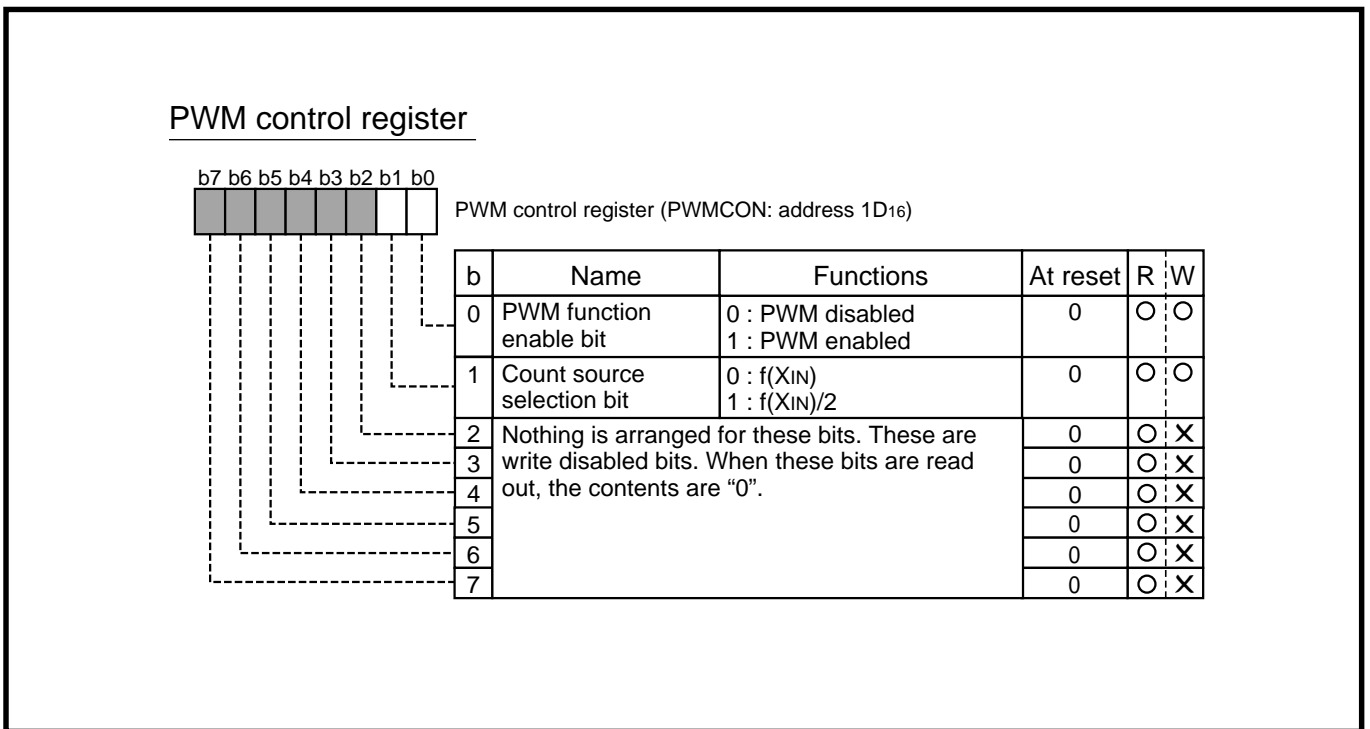 PWM control register
b7 b6 b5 b4 b3 b2 b1 b0
PWM control register (PWMCON: address 1D16)
b Name Functions At reset R W
0 PWM function enable bit 0 : PWM disabled 0 O O
1 : PWM enabled
1 Count source selection bit 0 : f(XIN) 0 O O
1 : f(XIN)/2
2 Nothing is arranged for these bits. These are 0 O X
3 write disabled bits. When these bits are read 0 O X
4 out, the contents are “0”. 0 O X
5 0 O X
6 0 O X
7 0 O X